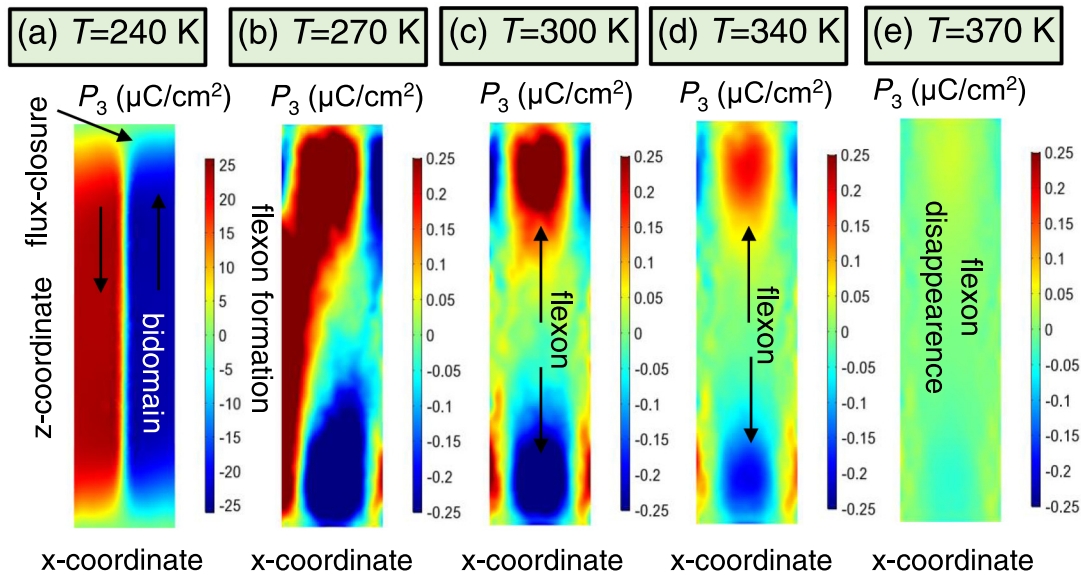 (a) T=240 K
(b) T=270 K
(c) T=300 K
(d) T=340 K
(e) T=370 K
P3 (μC/cm²)
P3 (μC/cm²)
P3 (μC/cm²)
P3 (μC/cm²)
P3 (μC/cm²)
z-coordinate
flux-closure
bidomain
25
20
15
10
5
0
-5
-10
-15
-20
-25
flexon formation
0.25
0.2
0.15
0.1
0.05
0
-0.05
-0.1
-0.15
-0.2
-0.25
flexon
0.25
0.2
0.15
0.1
0.05
0
-0.05
-0.1
-0.15
-0.2
-0.25
flexon
0.25
0.2
0.15
0.1
0.05
0
-0.05
-0.1
-0.15
-0.2
-0.25
flexon
disappearence
0.25
0.2
0.15
0.1
0.05
0
-0.05
-0.1
-0.15
-0.2
-0.25
x-coordinate
x-coordinate
x-coordinate
x-coordinate
x-coordinate